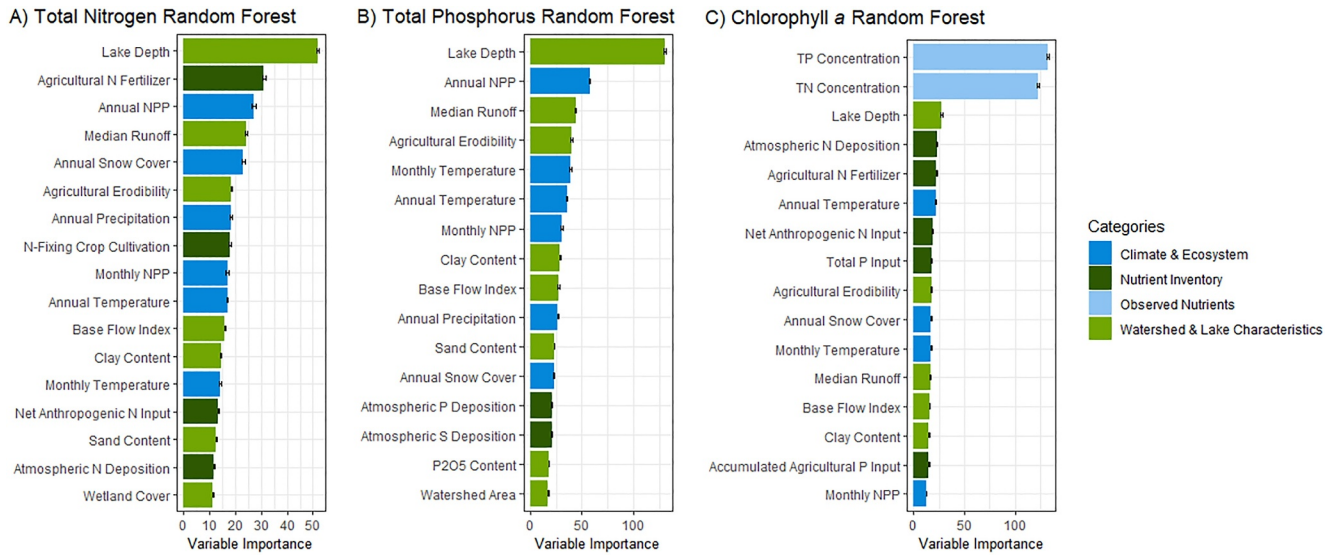 A) Total Nitrogen Random Forest
Lake Depth
Agricultural N Fertilizer
Annual NPP
Median Runoff
Annual Snow Cover
Agricultural Erodibility
Annual Precipitation
N-Fixing Crop Cultivation
Monthly NPP
Annual Temperature
Base Flow Index
Clay Content
Monthly Temperature
Net Anthropogenic N Input
Sand Content
Atmospheric N Deposition
Wetland Cover
0 10 20 30 40 50
Variable Importance
B) Total Phosphorus Random Forest
Lake Depth
Annual NPP
Median Runoff
Agricultural Erodibility
Monthly Temperature
Annual Temperature
Monthly NPP
Clay Content
Base Flow Index
Annual Precipitation
Sand Content
Annual Snow Cover
Atmospheric P Deposition
Atmospheric S Deposition
P2O5 Content
Watershed Area
0 50 100
Variable Importance
C) Chlorophyll a Random Forest
TP Concentration
TN Concentration
Lake Depth
Atmospheric N Deposition
Agricultural N Fertilizer
Annual Temperature
Net Anthropogenic N Input
Total P Input
Agricultural Erodibility
Annual Snow Cover
Monthly Temperature
Median Runoff
Base Flow Index
Clay Content
Accumulated Agricultural P Input
Monthly NPP
0 50 100
Variable Importance
Categories
Climate & Ecosystem
Nutrient Inventory
Observed Nutrients
Watershed & Lake Characteristics